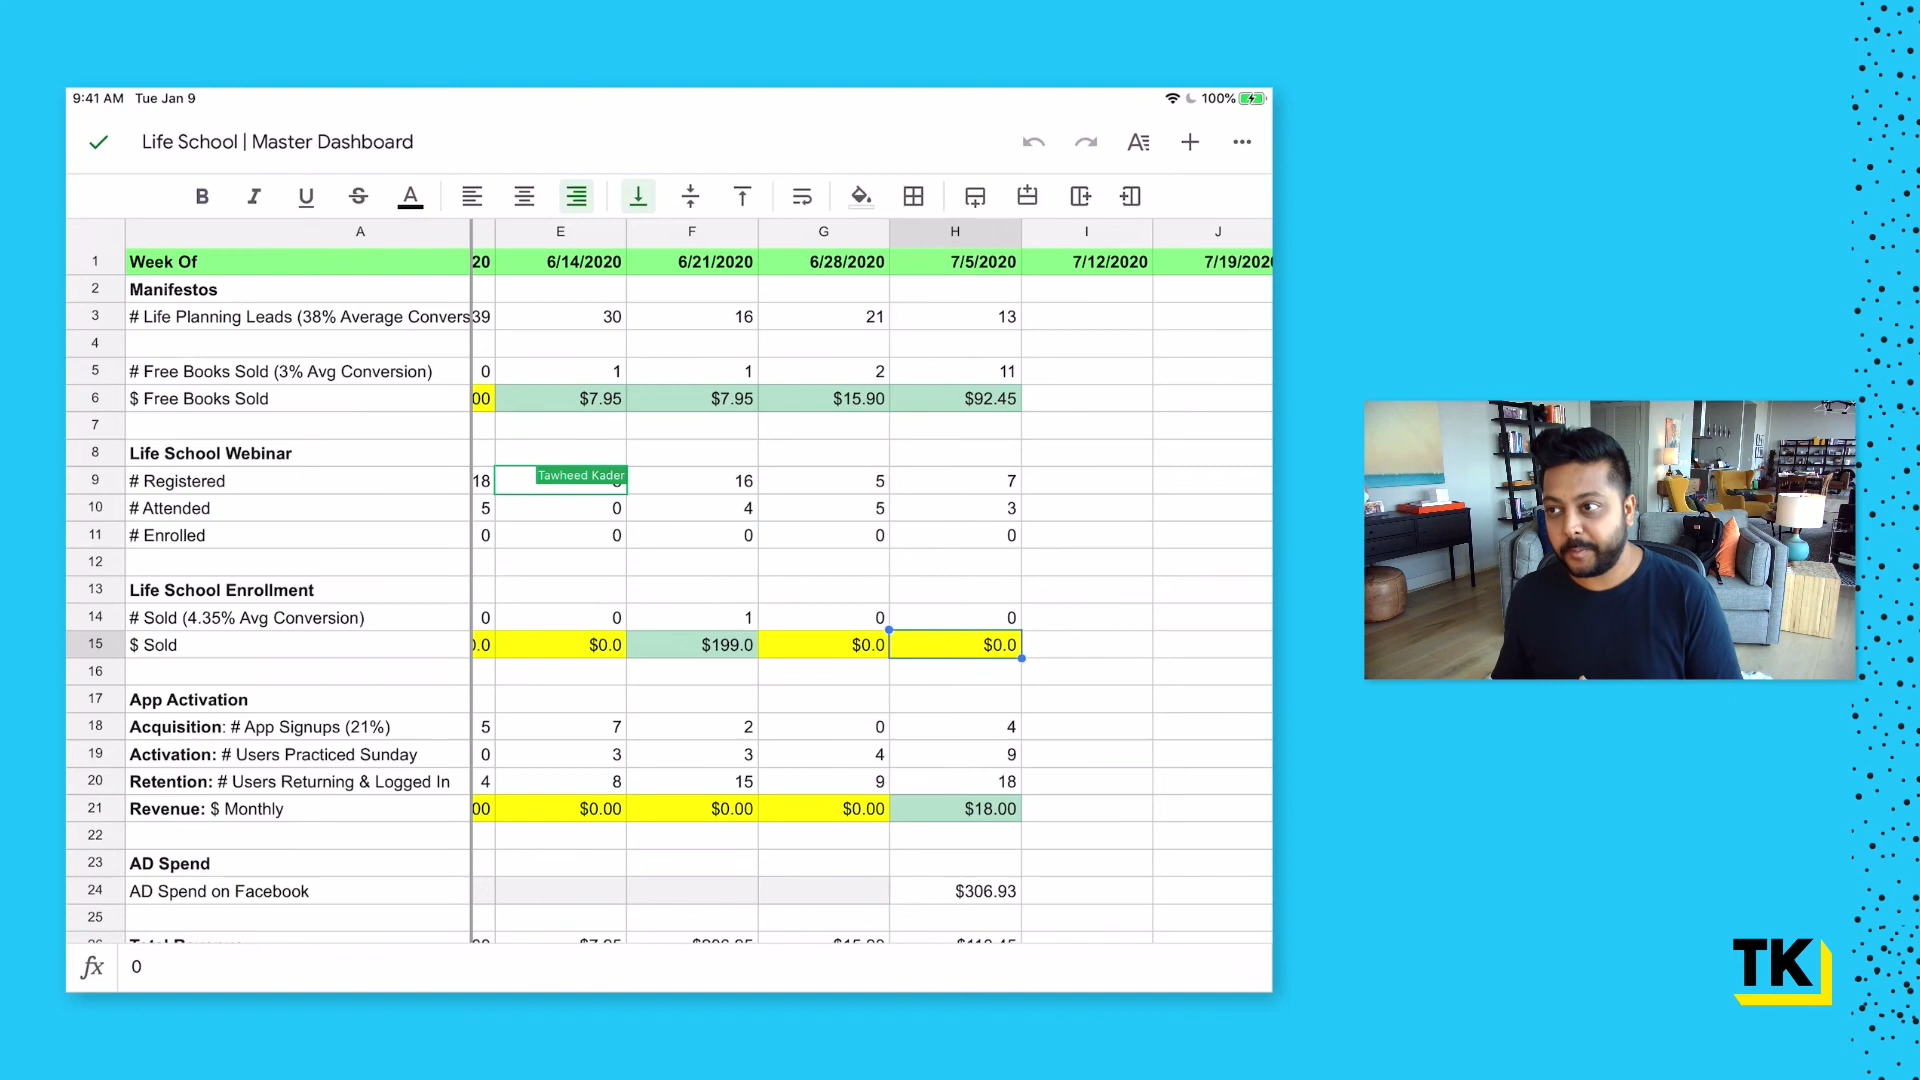 9:41 AM Tue Jan 9 100%
Life School | Master Dashboard
B I U S A
A E F G H I J
1 Week Of 20 6/14/2020 6/21/2020 6/28/2020 7/5/2020 7/12/2020 7/19/202
2 Manifestos
3 # Life Planning Leads (38% Average Convers 39 30 16 21 13
4
5 # Free Books Sold (3% Avg Conversion) 0 1 1 2 11
6 $ Free Books Sold 00 $7.95 $7.95 $15.90 $92.45
7
8 Life School Webinar
9 # Registered 18 Tawheed Kader 16 5 7
10 # Attended 5 0 4 5 3
11 # Enrolled 0 0 0 0 0
12
13 Life School Enrollment
14 # Sold (4.35% Avg Conversion) 0 0 1 0 0
15 $ Sold .0 $0.0 $199.0 $0.0 $0.0
16
17 App Activation
18 Acquisition: # App Signups (21%) 5 7 2 0 4
19 Activation: # Users Practiced Sunday 0 3 3 4 9
20 Retention: # Users Returning & Logged In 4 8 15 9 18
21 Revenue: $ Monthly 00 $0.00 $0.00 $0.00 $18.00
22
23 AD Spend
24 AD Spend on Facebook $306.93
25
fx 0
TK